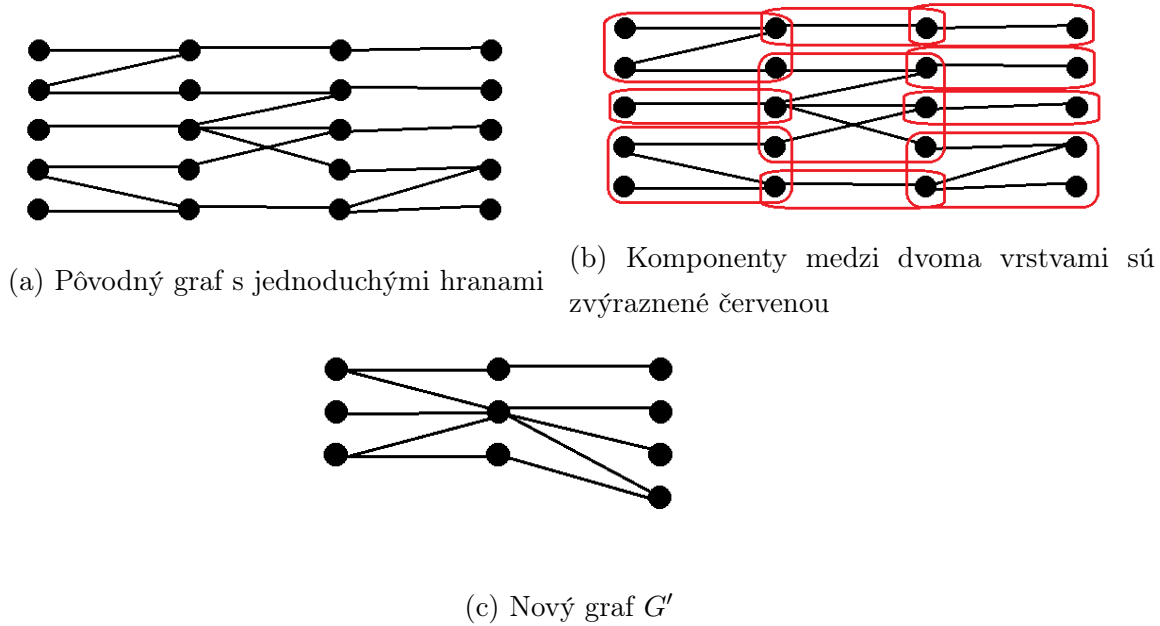 (a) Pôvodný graf s jednoduchými hranami
(b) Komponenty medzi dvoma vrstvami sú
zvýraznené červenou
(c) Nový graf G′